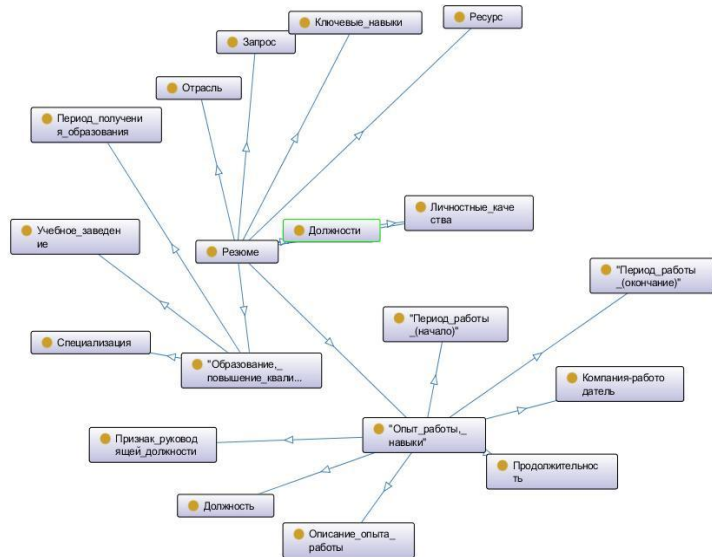 Ключевые_навыки
Ресурс
Запрос
Отрасль
Период_получени
я_образования
Личностные_каче
ства
Должности
Учебное_заведен
ие
Резюме
"Период_работы
_(окончание)"
"Период_работы
_(начало)"
Специализация
"Образование,_
повышение_квали...
Компания-работо
датель
"Опыт_работы,_
навыки"
Признак_руковод
ящей_должности
Продолжительнос
ть
Должность
Описание_опыта_
работы